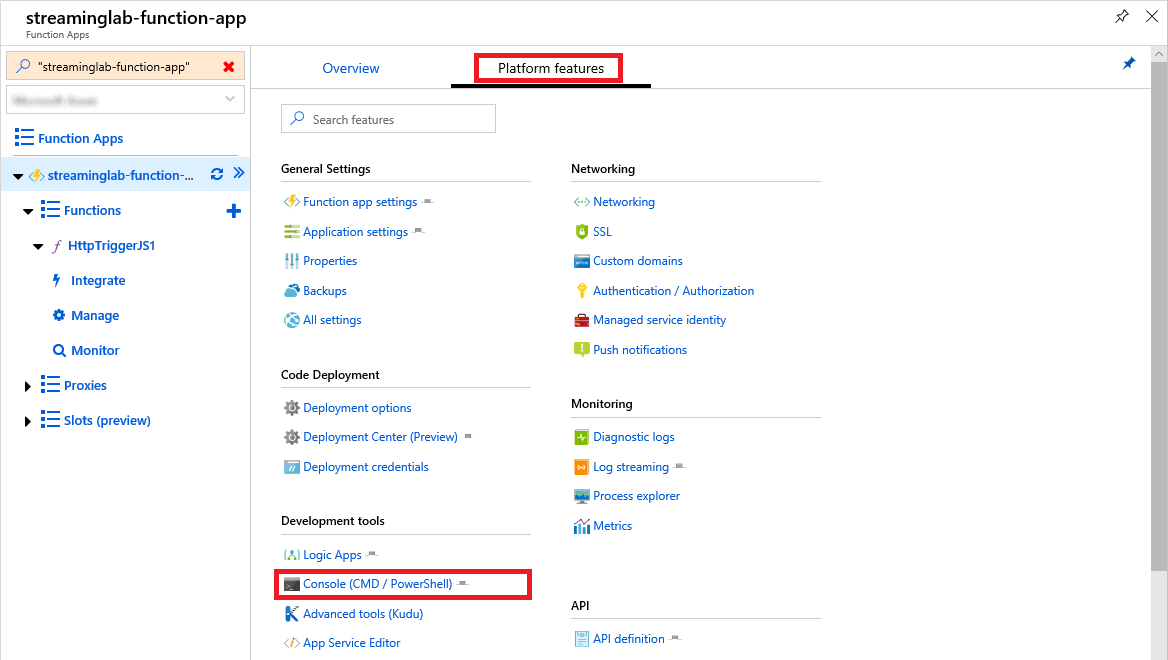 streaminglab-function-app
Function Apps
"streaminglab-function-app"
Function Apps
streaminglab-function-...
Functions
HttpTriggerJS1
Integrate
Manage
Monitor
Proxies
Slots (preview)
Overview
Platform features
Search features
General Settings
Function app settings
Application settings
Properties
Backups
All settings
Code Deployment
Deployment options
Deployment Center (Preview)
Deployment credentials
Development tools
Logic Apps
Console (CMD / PowerShell)
Advanced tools (Kudu)
App Service Editor
Networking
Networking
SSL
Custom domains
Authentication / Authorization
Managed service identity
Push notifications
Monitoring
Diagnostic logs
Log streaming
Process explorer
Metrics
API
API definition